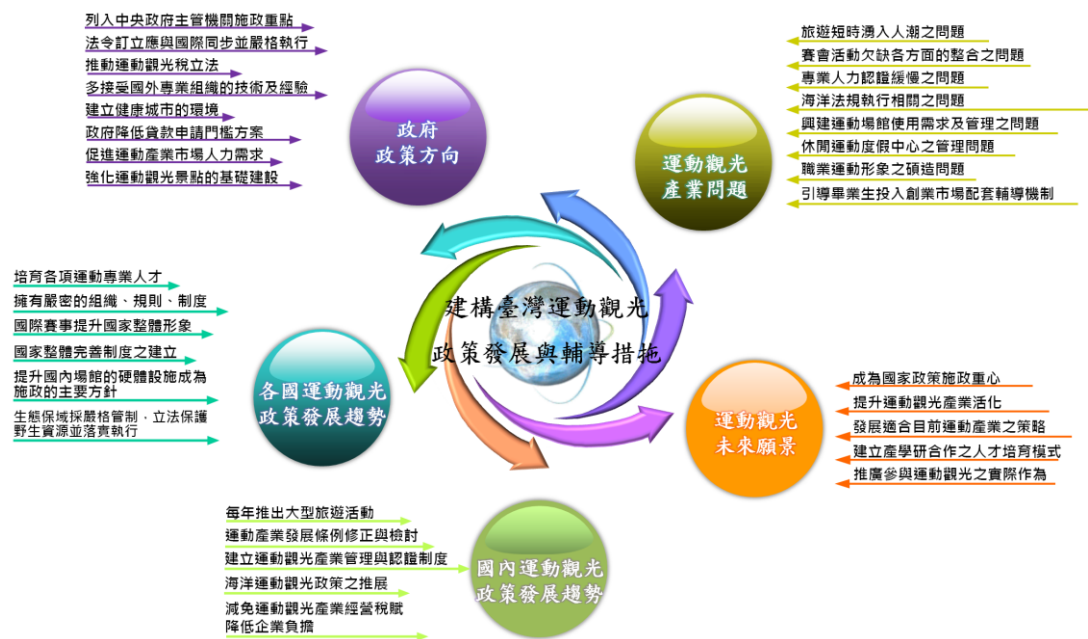 列入中央政府主管機關施政重點
法令訂立應與國際同步並嚴格執行
推動運動觀光稅立法
多接受國外專業組織的技術及經驗
建立健康城市的環境
政府降低貸款申請門檻方案
促進運動產業市場人力需求
強化運動觀光景點的基礎建設
政府
政策方向
旅遊短時湧入人潮之問題
賽會活動欠缺各方面的整合之問題
專業人力認證緩慢之問題
海洋法規執行相關之問題
興建運動場館使用需求及管理之問題
休閒運動度假中心之管理問題
職業運動形象之碩造問題
引導畢業生投入創業市場配套輔導機制
運動觀光
產業問題
建構臺灣運動觀光
政策發展與輔導措拖
培育各項運動專業人才
擁有嚴密的組織、規則、制度
國際賽事提升國家整體形象
國家整體完善制度之建立
提升國內場館的硬體設施成為
施政的主要方針
生態保域採嚴格管制．立法保護
野生資源並落實執行
各國運動觀光
政策發展趨勢
成為國家政策施政重心
提升運動觀光產業活化
發展適合目前運動產業之策略
建立產學研合作之人才培育模式
推廣參與運動觀光之實際作為
運動觀光
未來願景
每年推出大型旅遊活動
運動產業發展條例修正與檢討
建立運動觀光產業管理與認證制度
海洋運動觀光政策之推展
減免運動觀光產業經營稅賦
降低企業負擔
國內運動觀光
政策發展趨勢